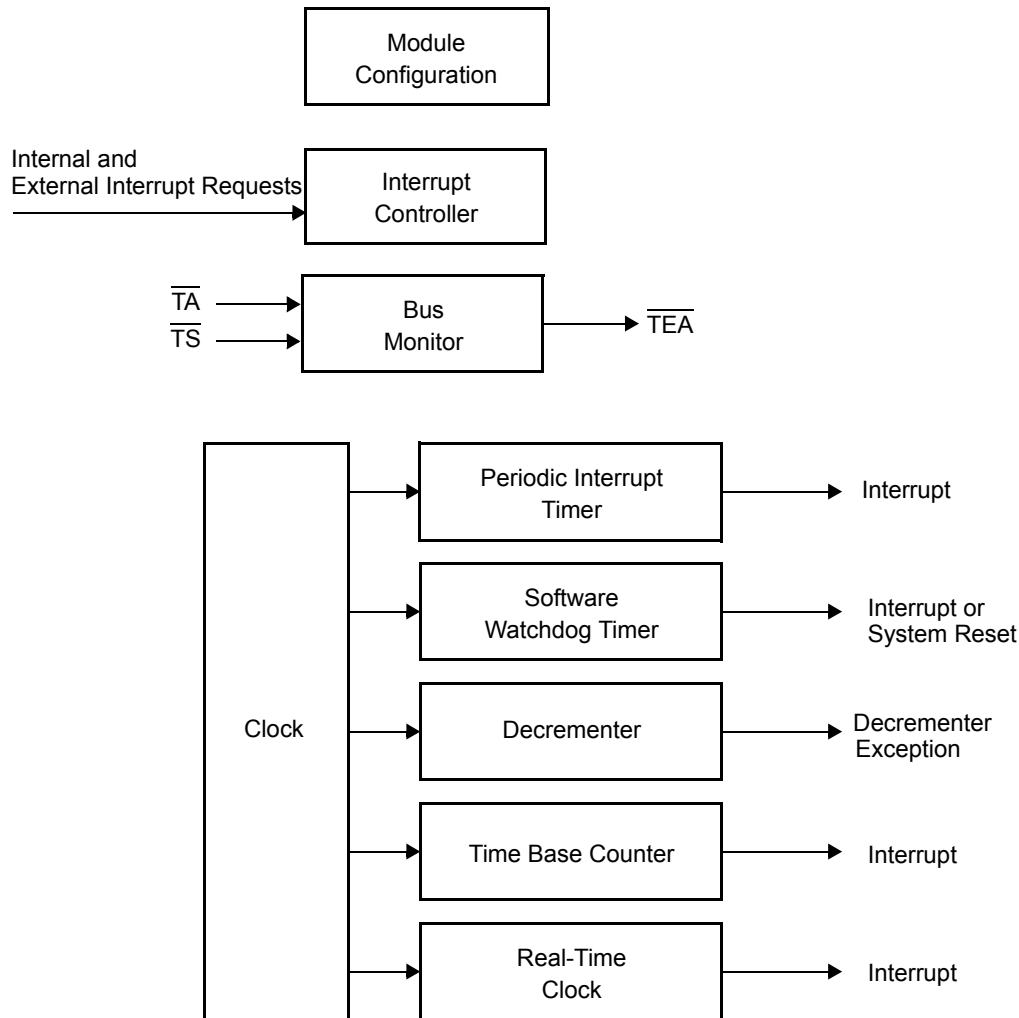 Module
Configuration
Internal and
External Interrupt Requests
Interrupt
Controller
TA
TS
Bus
Monitor
TEA
Clock
Periodic Interrupt
Timer
Interrupt
Software
Watchdog Timer
Interrupt or
System Reset
Decrementer
Decrementer
Exception
Time Base Counter
Interrupt
Real-Time
Clock
Interrupt